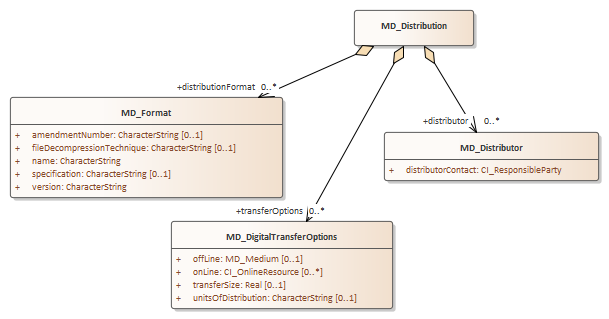 MD_Distribution
+distributionFormat 0..*
MD_Format
+ amendmentNumber: CharacterString [0..1]
+ fileDecompressionTechnique: CharacterString [0..1]
+ name: CharacterString
+ specification: CharacterString [0..1]
+ version: CharacterString
+distributor 0..*
MD_Distributor
+ distributorContact: CI_ResponsibleParty
+transferOptions 0..*
MD_DigitalTransferOptions
+ offLine: MD_Medium [0..1]
+ onLine: CI_OnlineResource [0..*]
+ transferSize: Real [0..1]
+ unitsOfDistribution: CharacterString [0..1]